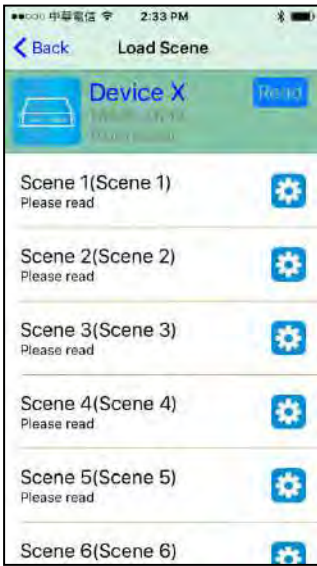 中華電信 2:33 PM
Back Load Scene
Device X Read
Scene 1(Scene 1)
Please read
Scene 2(Scene 2)
Please read
Scene 3(Scene 3)
Please read
Scene 4(Scene 4)
Please read
Scene 5(Scene 5)
Please read
Scene 6(Scene 6)